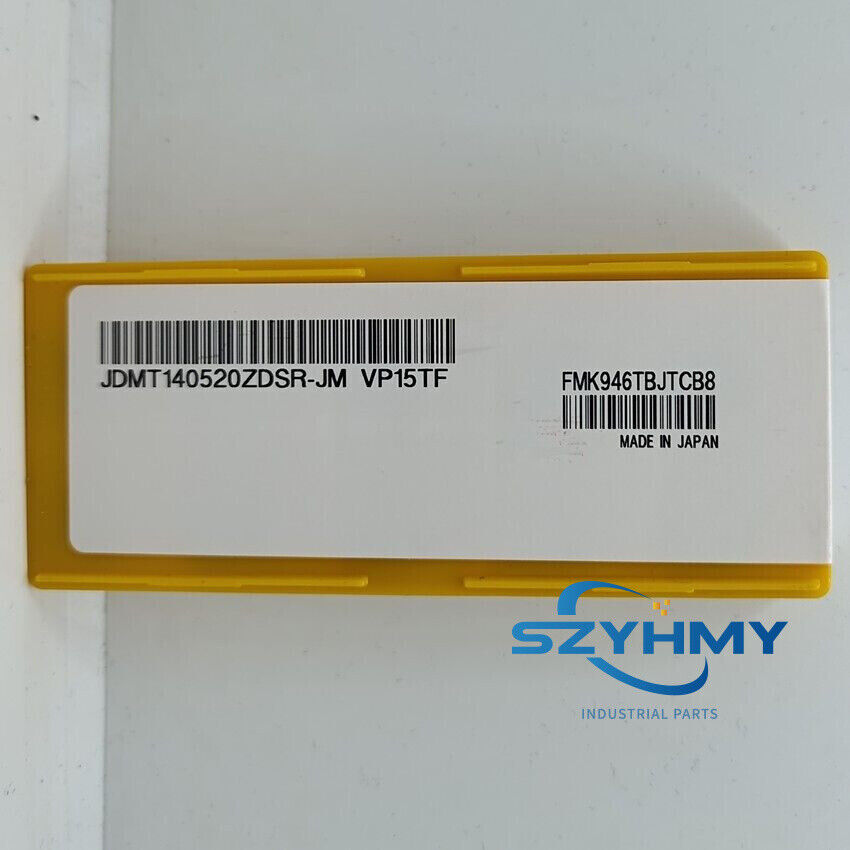 JDMT140520ZDSR-JM VP15TF
FMK946TBJTCB8
MADE IN JAPAN
SZYHMY
INDUSTRIAL PARTS